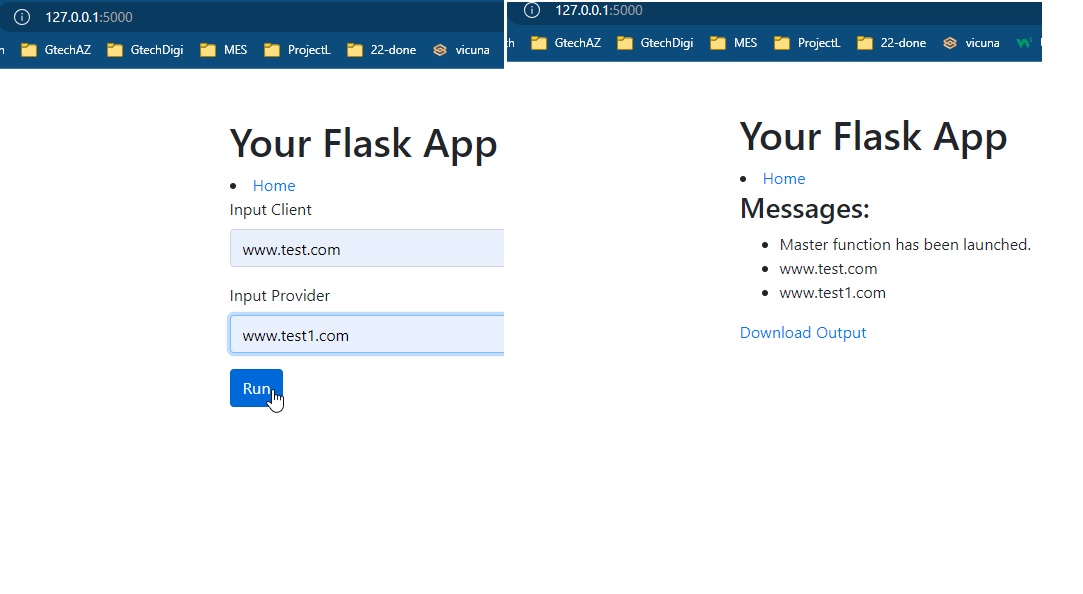 127.0.0.1:5000
GtechAZ GtechDigi MES ProjectL 22-done vicuna
Your Flask App
Home
Input Client
www.test.com
Input Provider
www.test1.com
Run
127.0.0.1:5000
GtechAZ GtechDigi MES ProjectL 22-done vicuna
Your Flask App
Home
Messages:
Master function has been launched.
www.test.com
www.test1.com
Download Output